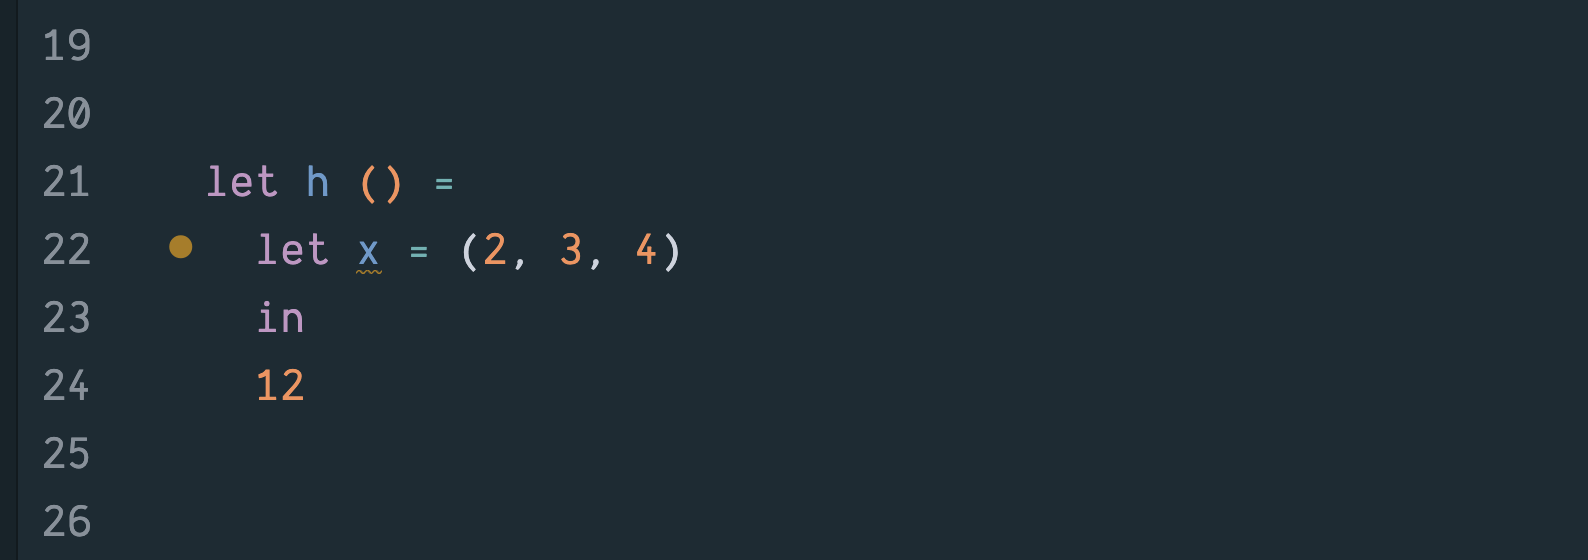 19
20
21 let h () =
22 let x = (2, 3, 4)
23 in
24 12
25
26